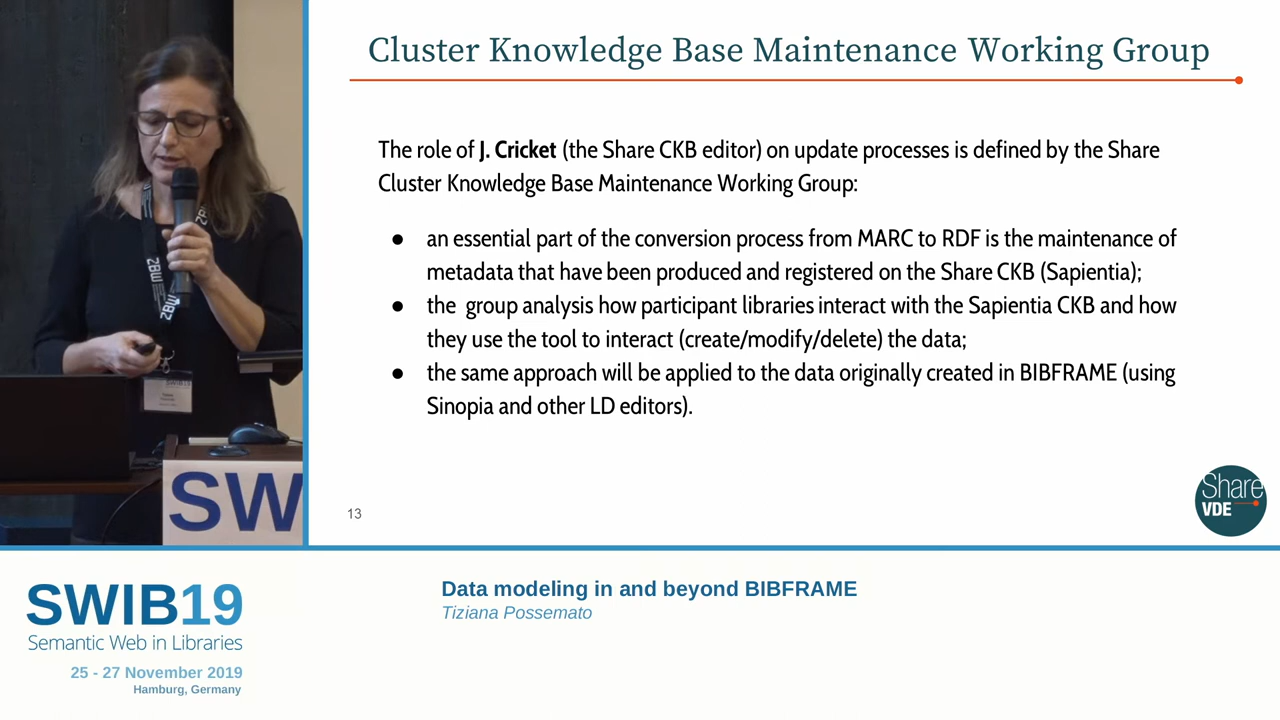 Cluster Knowledge Base Maintenance Working Group
The role of J. Cricket (the Share CKB editor) on update processes is defined by the Share
Cluster Knowledge Base Maintenance Working Group:
● an essential part of the conversion process from MARC to RDF is the maintenance of
metadata that have been produced and registered on the Share CKB (Sapientia);
● the group analysis how participant libraries interact with the Sapientia CKB and how
they use the tool to interact (create/modify/delete) the data;
● the same approach will be applied to the data originally created in BIBFRAME (using
Sinopia and other LD editors).
13
Share
VDE
ZBW
SW
SWIB19
Semantic Web in Libraries
25 - 27 November 2019
Hamburg, Germany
Data modeling in and beyond BIBFRAME
Tiziana Possemato